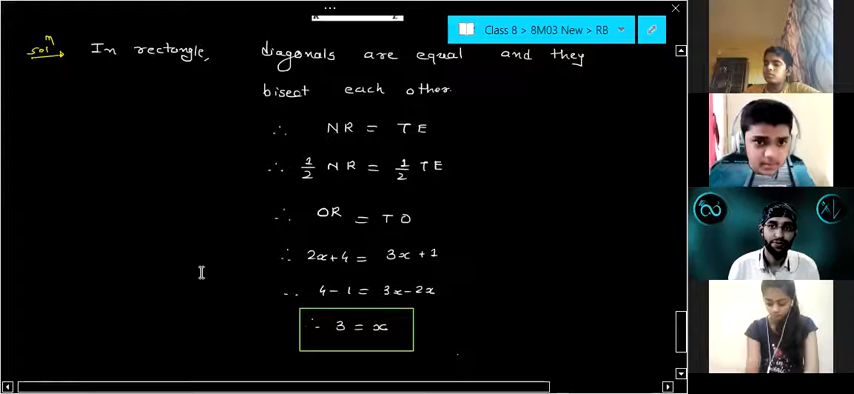 Class 8 > 8M03 New > RB
solⁿ In rectangle, diagonals are equal and they
bisect each other.
∴ NR = TE
∴ 1/2 NR = 1/2 TE
∴ OR = TO
∴ 2x+4 = 3x+1
∴ 4-1 = 3x-2x
∴ 3 = x